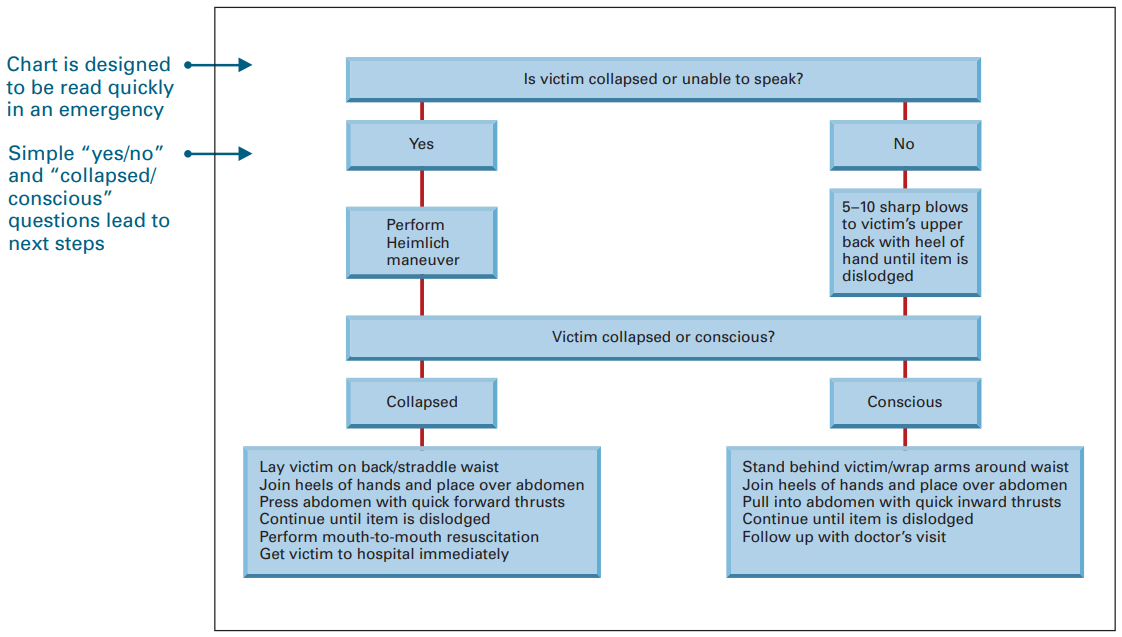 Chart is designed
to be read quickly
in an emergency
Simple “yes/no”
and “collapsed/
conscious”
questions lead to
next steps
Is victim collapsed or unable to speak?
Yes
No
Perform
Heimlich
maneuver
5–10 sharp blows
to victim’s upper
back with heel of
hand until item is
dislodged
Victim collapsed or conscious?
Collapsed
Conscious
Lay victim on back/straddle waist
Join heels of hands and place over abdomen
Press abdomen with quick forward thrusts
Continue until item is dislodged
Perform mouth-to-mouth resuscitation
Get victim to hospital immediately
Stand behind victim/wrap arms around waist
Join heels of hands and place over abdomen
Pull into abdomen with quick inward thrusts
Continue until item is dislodged
Follow up with doctor’s visit